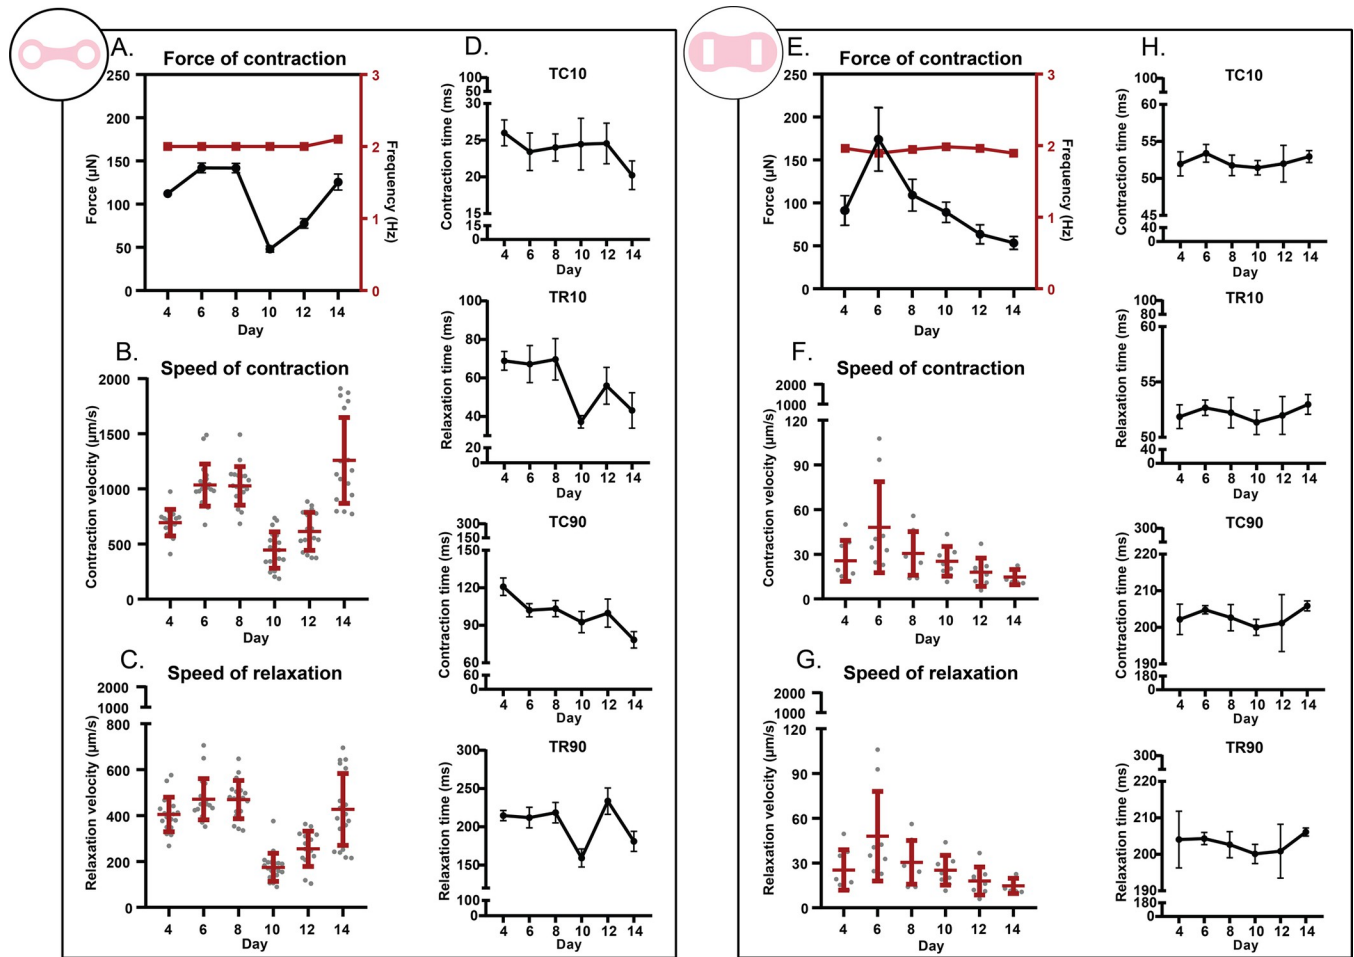 A.
Force of contraction
250
200
150
100
50
0
Force (µN)
3
2
1
0
Frequency (Hz)
4 6 8 10 12 14
Day
B.
Speed of contraction
2000
1500
1000
500
0
Contraction velocity (µm/s)
4 6 8 10 12 14
Day
C.
Speed of relaxation
2000
1000
800
600
400
200
0
Relaxation velocity (µm/s)
4 6 8 10 12 14
Day
D.
TC10
100
50
30
25
20
15
15
0
Contraction time (ms)
4 6 8 10 12 14
Day
TR10
100
80
60
40
20
0
Relaxation time (ms)
4 6 8 10 12 14
Day
TC90
300
150
150
120
90
60
60
0
Contraction time (ms)
4 6 8 10 12 14
Day
TR90
300
250
200
150
100
0
Relaxation time (ms)
4 6 8 10 12 14
Day
E.
Force of contraction
250
200
150
100
50
0
Force (µN)
3
2
1
0
Frequency (Hz)
4 6 8 10 12 14
Day
F.
Speed of contraction
2000
1000
120
90
60
30
0
Contraction velocity (µm/s)
4 6 8 10 12 14
Day
G.
Speed of relaxation
2000
1000
120
90
60
30
0
Relaxation velocity (µm/s)
4 6 8 10 12 14
Day
H.
TC10
100
80
60
55
50
45
40
0
Contraction time (ms)
4 6 8 10 12 14
Day
TR10
100
80
60
55
50
40
0
Relaxation time (ms)
4 6 8 10 12 14
Day
TC90
300
220
210
200
190
180
0
Contraction time (ms)
4 6 8 10 12 14
Day
TR90
300
220
210
200
190
180
0
Relaxation time (ms)
4 6 8 10 12 14
Day